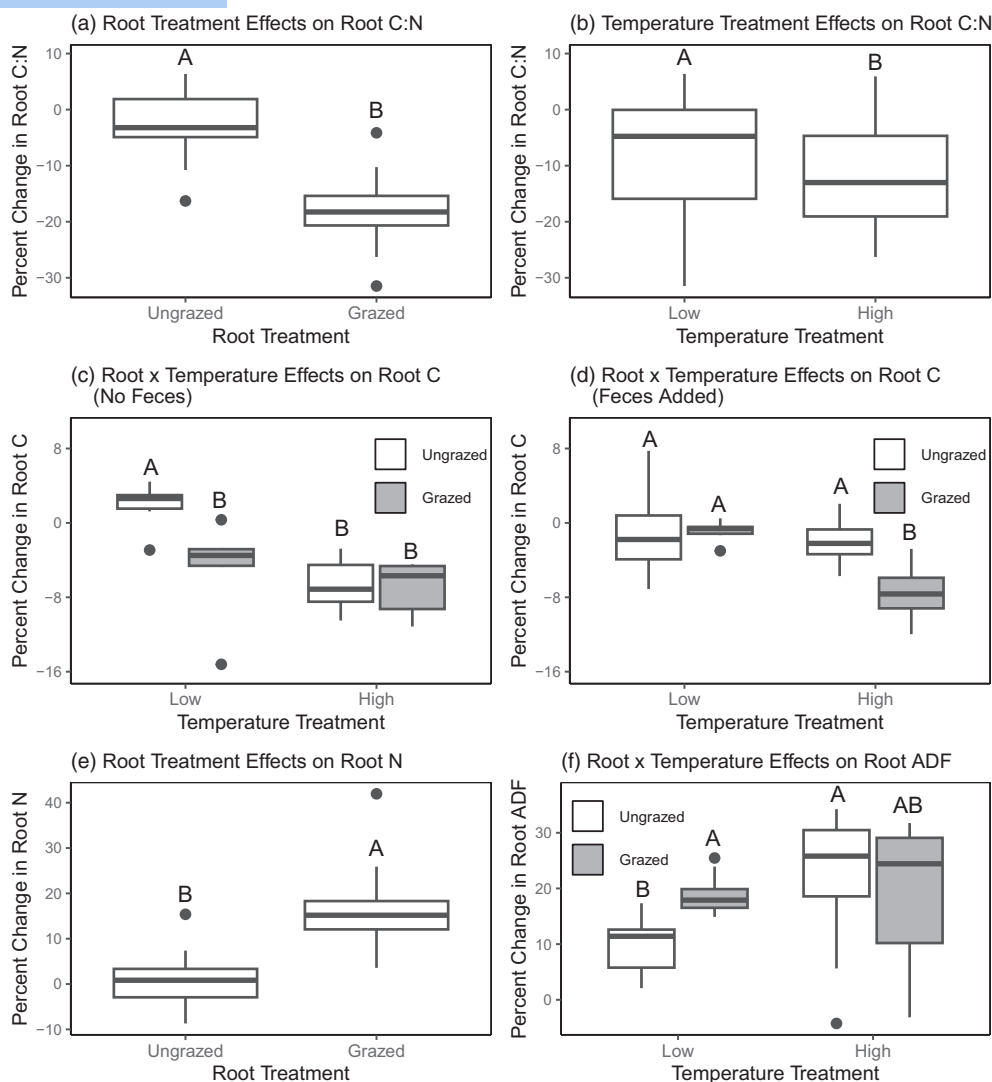 (a) Root Treatment Effects on Root C:N
Percent Change in Root C:N
10
0
−10
−20
−30
A
B
Ungrazed
Grazed
Root Treatment
(b) Temperature Treatment Effects on Root C:N
Percent Change in Root C:N
10
0
−10
−20
−30
A
B
Low
High
Temperature Treatment
(c) Root x Temperature Effects on Root C
(No Feces)
Percent Change in Root C
8
0
−8
−16
A
B
B
B
Ungrazed
Grazed
Low
High
Temperature Treatment
(d) Root x Temperature Effects on Root C
(Feces Added)
Percent Change in Root C
8
0
−8
−16
A
A
A
B
Ungrazed
Grazed
Low
High
Temperature Treatment
(e) Root Treatment Effects on Root N
Percent Change in Root N
40
30
20
10
0
−10
B
A
Ungrazed
Grazed
Root Treatment
(f) Root x Temperature Effects on Root ADF
Percent Change in Root ADF
30
20
10
0
Ungrazed
Grazed
B
A
A
AB
Low
High
Temperature Treatment